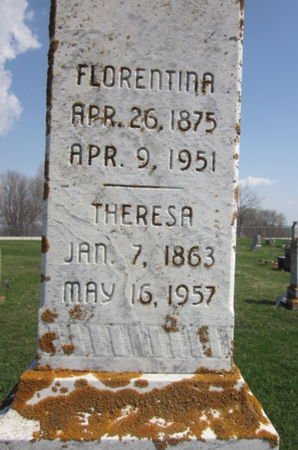 FLORENTINA
APR. 26, 1875
APR. 9, 1951
THERESA
JAN. 7, 1863
MAY 16, 1957